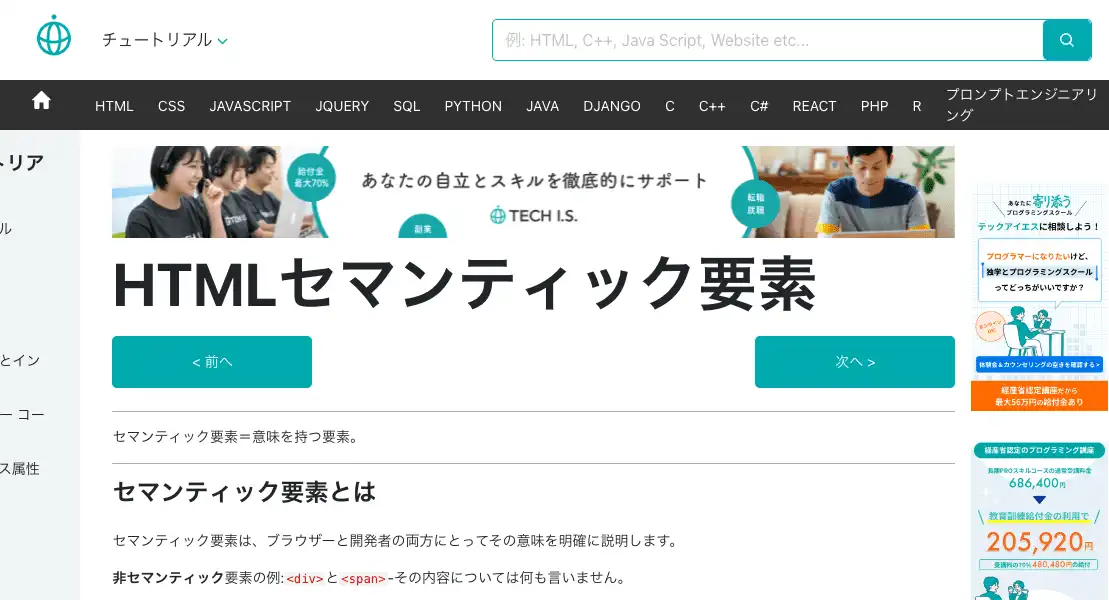 チュートリアル
例: HTML, C++, Java Script, Website etc...
HTML CSS JAVASCRIPT JQUERY SQL PYTHON JAVA DJANGO C C++ C# REACT PHP R プロンプトエンジニアリ
ング
トリア
ル
とイン
ー コー
ス属性
給付金
最大70%
あなたの自立とスキルを徹底的にサポート
TECH I.S.
副業
転職
就職
HTMLセマンティック要素
< 前へ
次へ >
セマンティック要素＝意味を持つ要素。
セマンティック要素とは
セマンティック要素は、ブラウザーと開発者の両方にとってその意味を明確に説明します。
非セマンティック要素の例:<div>と<span>-その内容については何も言いません。
あなたに寄り添う
プログラミングスクール
テックアイエスに相談しよう！
プログラマーになりたいけど、
独学とプログラミングスクール
ってどっちがいいですか？
オンライン
体験会&カウンセリングの空きを確認する>
経産省認定講座だから
最大56万円の給付金あり
経産省認定のプログラミング講座
長期PROスキルコースの通常受講料金
686,400円
教育訓練給付金の利用で
205,920円
受講料の70% 480,480円の給付